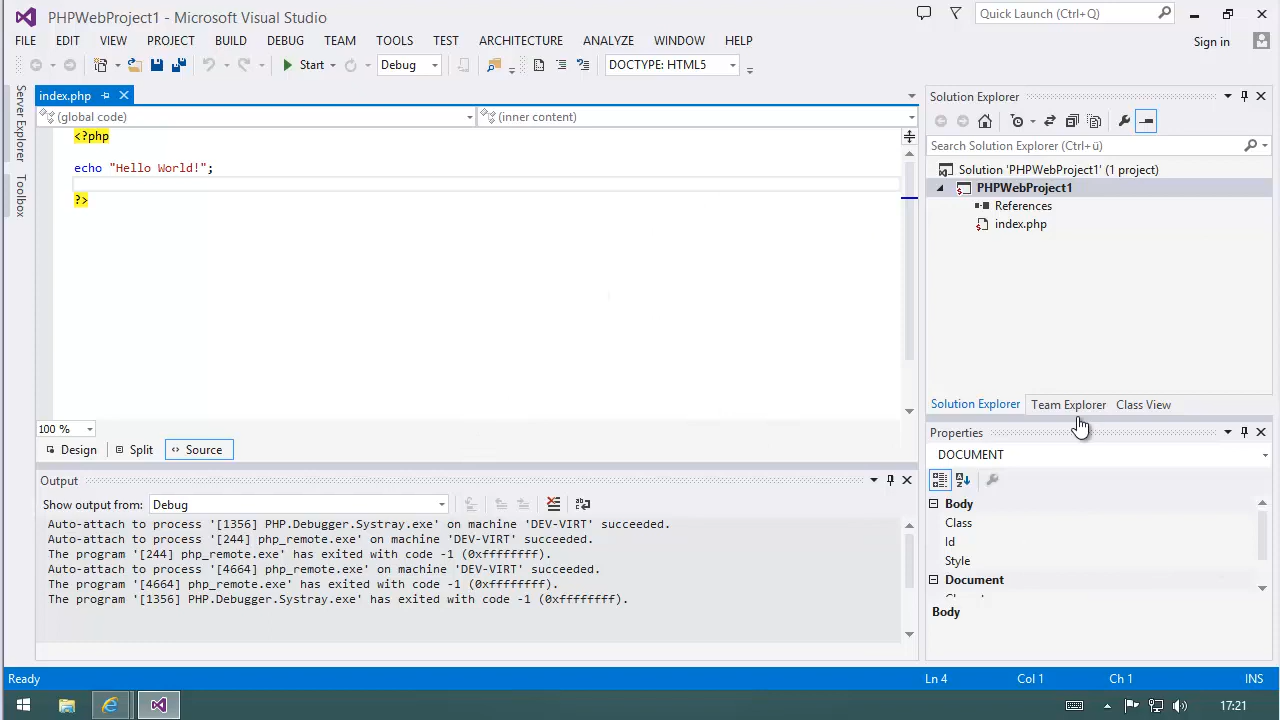 PHPWebProject1 - Microsoft Visual Studio
Quick Launch (Ctrl+Q)
FILE EDIT VIEW PROJECT BUILD DEBUG TEAM TOOLS TEST ARCHITECTURE ANALYZE WINDOW HELP
Sign in
Start Debug DOCTYPE: HTML5
Server Explorer
Toolbox
index.php
(global code) (inner content)
<?php
echo "Hello World!";
?>
100 %
Design Split Source
Output
Show output from: Debug
Auto-attach to process '[1356] PHP.Debugger.Systray.exe' on machine 'DEV-VIRT' succeeded.
Auto-attach to process '[244] php_remote.exe' on machine 'DEV-VIRT' succeeded.
The program '[244] php_remote.exe' has exited with code -1 (0xffffffff).
Auto-attach to process '[4664] php_remote.exe' on machine 'DEV-VIRT' succeeded.
The program '[4664] php_remote.exe' has exited with code -1 (0xffffffff).
The program '[1356] PHP.Debugger.Systray.exe' has exited with code -1 (0xffffffff).
Solution Explorer
Search Solution Explorer (Ctrl+ü)
Solution 'PHPWebProject1' (1 project)
PHPWebProject1
References
index.php
Solution Explorer Team Explorer Class View
Properties
DOCUMENT
Body
Class
Id
Style
Document
Body
Ready Ln 4 Col 1 Ch 1 INS
17:21